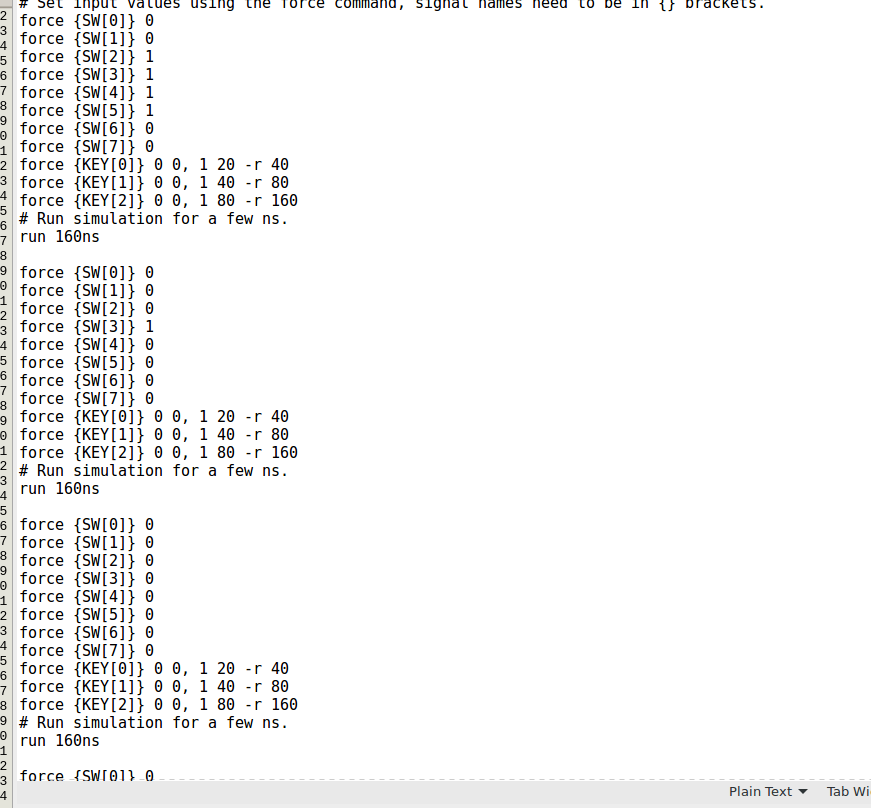 # Set input values using the force command, signal names need to be in {} brackets.
force {SW[0]} 0
force {SW[1]} 0
force {SW[2]} 1
force {SW[3]} 1
force {SW[4]} 1
force {SW[5]} 1
force {SW[6]} 0
force {SW[7]} 0
force {KEY[0]} 0 0, 1 20 -r 40
force {KEY[1]} 0 0, 1 40 -r 80
force {KEY[2]} 0 0, 1 80 -r 160
# Run simulation for a few ns.
run 160ns
force {SW[0]} 0
force {SW[1]} 0
force {SW[2]} 0
force {SW[3]} 1
force {SW[4]} 0
force {SW[5]} 0
force {SW[6]} 0
force {SW[7]} 0
force {KEY[0]} 0 0, 1 20 -r 40
force {KEY[1]} 0 0, 1 40 -r 80
force {KEY[2]} 0 0, 1 80 -r 160
# Run simulation for a few ns.
run 160ns
force {SW[0]} 0
force {SW[1]} 0
force {SW[2]} 0
force {SW[3]} 0
force {SW[4]} 0
force {SW[5]} 0
force {SW[6]} 0
force {SW[7]} 0
force {KEY[0]} 0 0, 1 20 -r 40
force {KEY[1]} 0 0, 1 40 -r 80
force {KEY[2]} 0 0, 1 80 -r 160
# Run simulation for a few ns.
run 160ns
force {SW[0]} 0
Plain Text Tab Wi